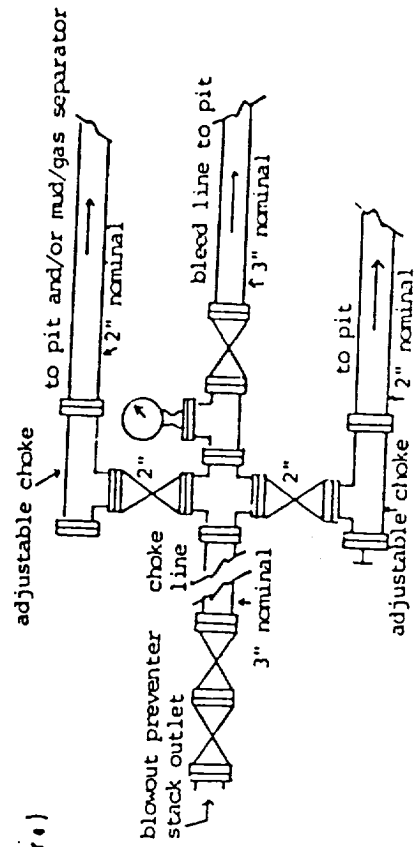 adjustable choke
to pit and/or mud/gas separator
2" nominal
2"
bleed line to pit
3" nominal
choke
line
blowout preventer
stack outlet
3"
nominal
2"
to pit
2" nominal
adjustable choke